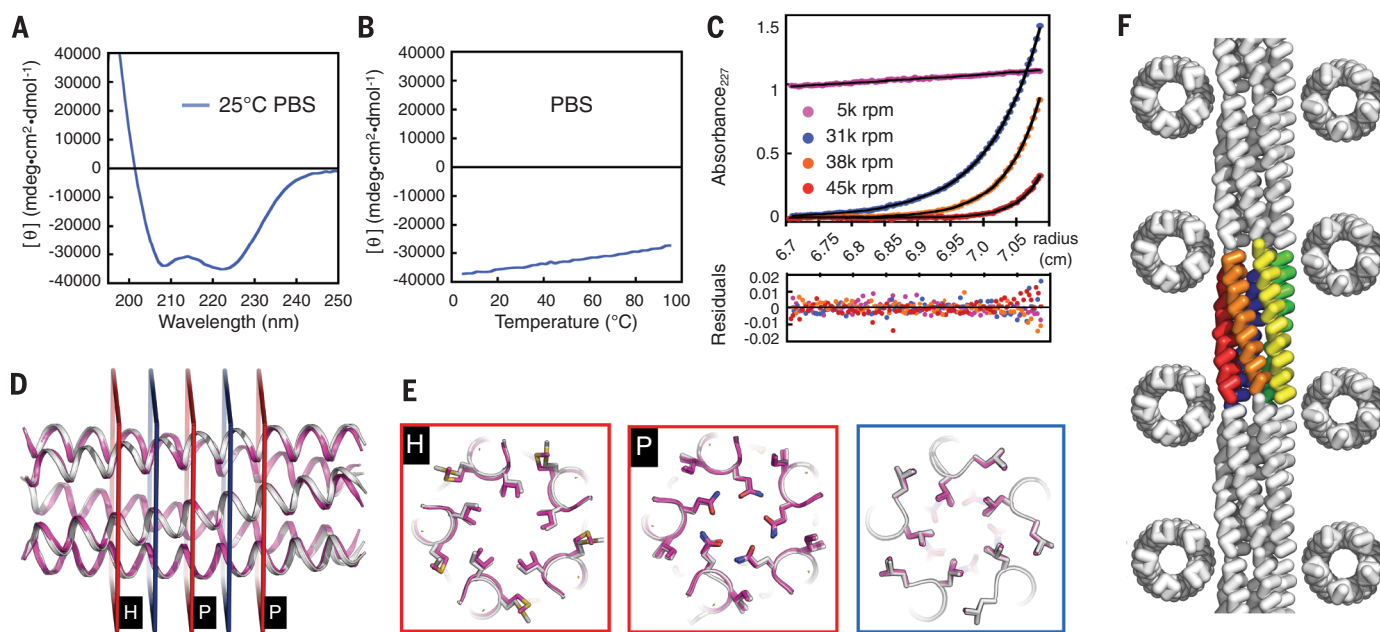 A
[θ] (mdeg•cm2•dmol-1)
40000
30000
20000
10000
0
-10000
-20000
-30000
-40000
25°C PBS
200 210 220 230 240 250
Wavelength (nm)
B
[θ] (mdeg•cm2•dmol-1)
40000
30000
20000
10000
0
-10000
-20000
-30000
-40000
PBS
0 20 40 60 80 100
Temperature (°C)
C
Absorbance227
1.5
1
0.5
0
5k rpm
31k rpm
38k rpm
45k rpm
6.7 6.75 6.8 6.85 6.9 6.95 7.0 7.05 radius
(cm)
Residuals
0.02
0.01
0
-0.01
-0.02
D
H P P
E
H
P
F